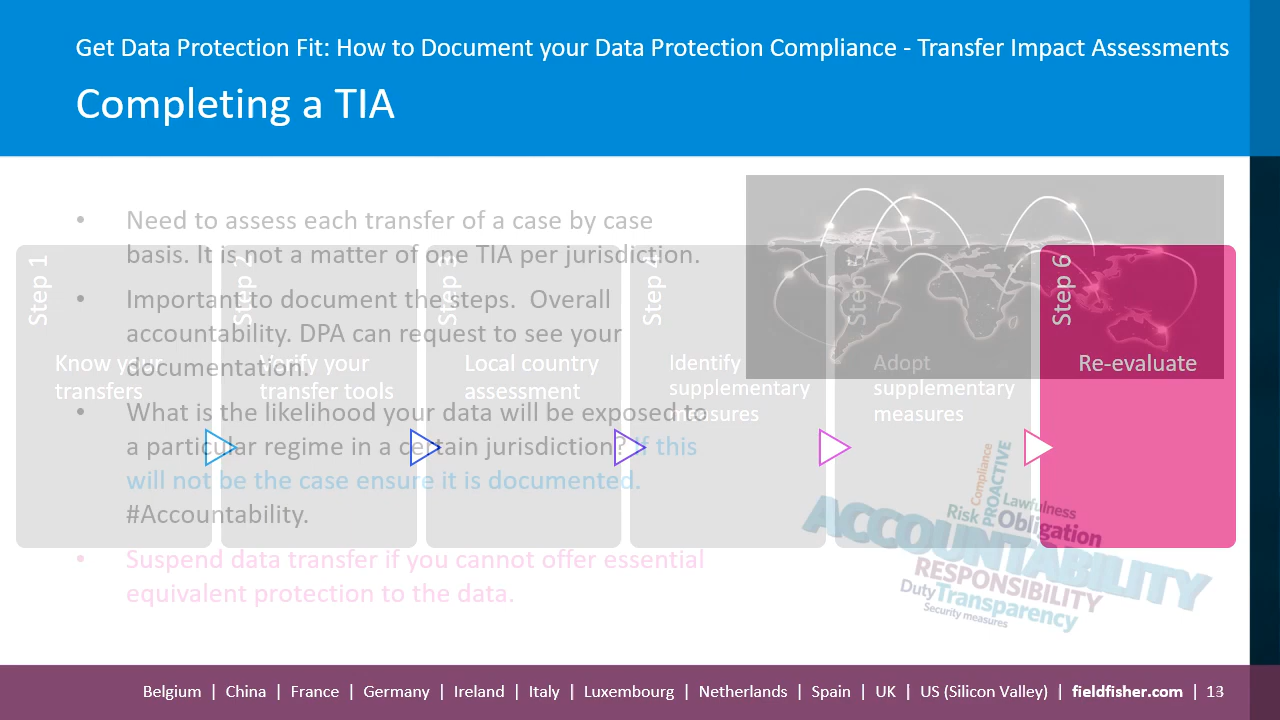 Get Data Protection Fit: How to Document your Data Protection Compliance - Transfer Impact Assessments
Completing a TIA
• Need to assess each transfer of a case by case
basis. It is not a matter of one TIA per jurisdiction.
• Important to document the steps.  Overall
accountability. DPA can request to see your
documentation.
• What is the likelihood your data will be exposed to
a particular regime in a certain jurisdiction? If this
will not be the case ensure it is documented.
#Accountability.
• Suspend data transfer if you cannot offer essential
equivalent protection to the data.
Step 1
Know your
transfers
Step 2
Verify your
transfer tools
Step 3
Local country
assessment
Step 4
Identify
supplementary
measures
Step 5
Adopt
supplementary
measures
Step 6
Re-evaluate
Compliance
PROACTIVE
Lawfulness
Risk
Obligation
ACCOUNTABILITY
RESPONSIBILITY
Duty
Transparency
Security measures
Belgium | China | France | Germany | Ireland | Italy | Luxembourg | Netherlands | Spain | UK | US (Silicon Valley) | fieldfisher.com | 13